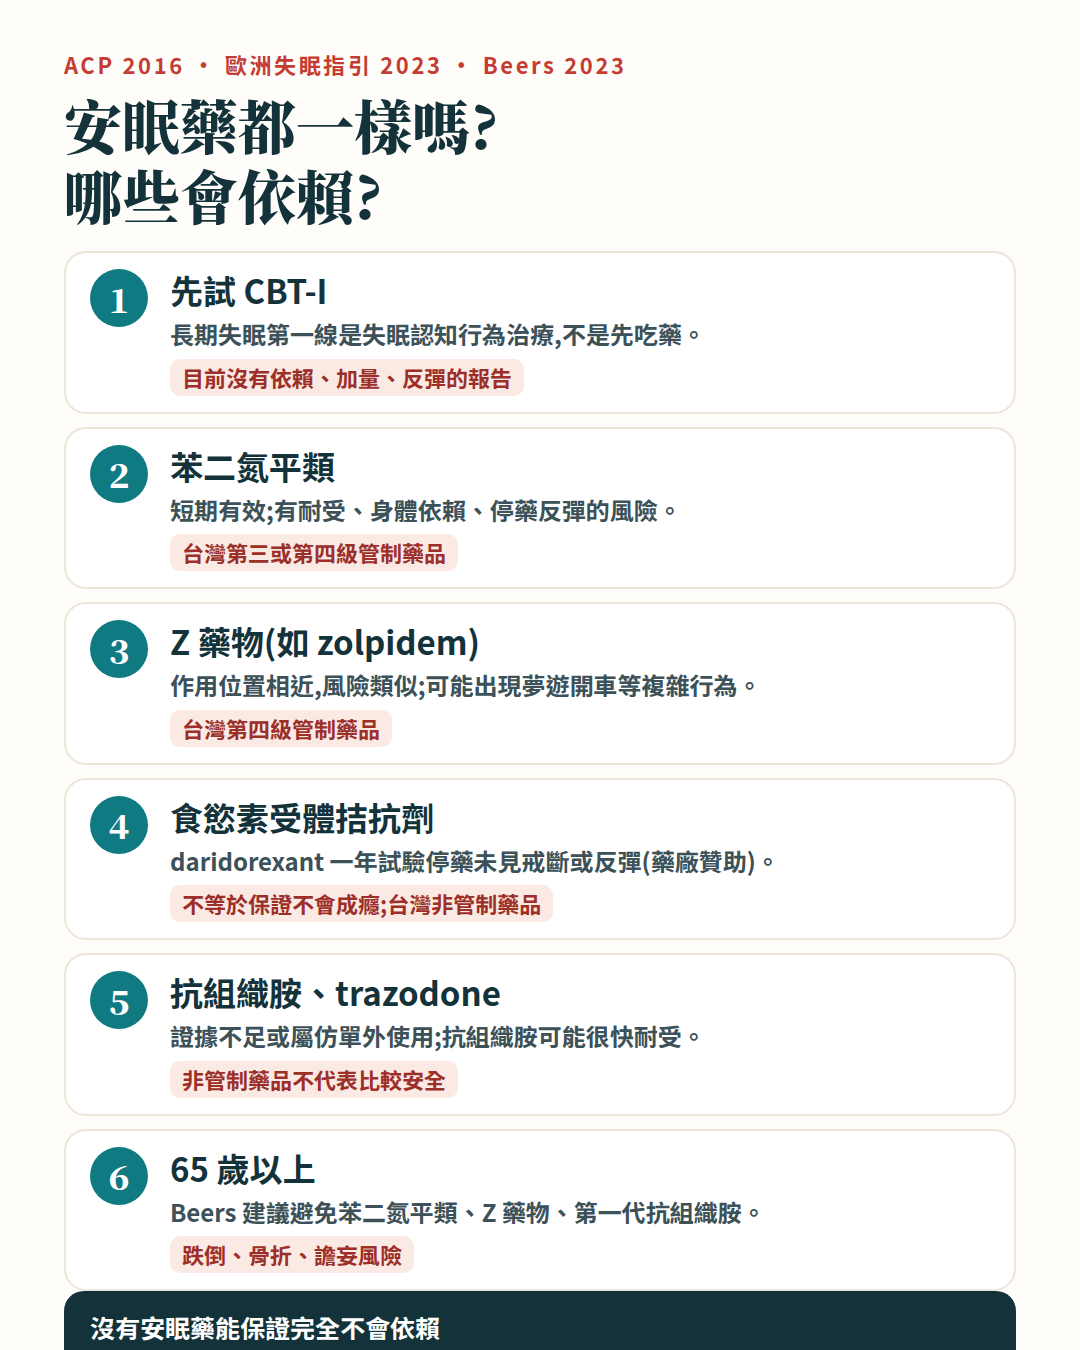 ACP 2016 • 歐洲失眠指引 2023 • Beers 2023
安眠藥都一樣嗎?
哪些會依賴?
1
先試 CBT-I
長期失眠第一線是失眠認知行為治療,不是先吃藥。
目前沒有依賴、加量、反彈的報告
2
苯二氮平類
短期有效;有耐受、身體依賴、停藥反彈的風險。
台灣第三或第四級管制藥品
3
Z 藥物(如 zolpidem)
作用位置相近,風險類似;可能出現夢遊開車等複雜行為。
台灣第四級管制藥品
4
食慾素受體拮抗劑
daridorexant 一年試驗停藥未見戒斷或反彈(藥廠贊助)。
不等於保證不會成癮;台灣非管制藥品
5
抗組織胺、trazodone
證據不足或屬仿單外使用;抗組織胺可能很快耐受。
非管制藥品不代表比較安全
6
65 歲以上
Beers 建議避免苯二氮平類、Z 藥物、第一代抗組織胺。
跌倒、骨折、譫妄風險
沒有安眠藥能保證完全不會依賴